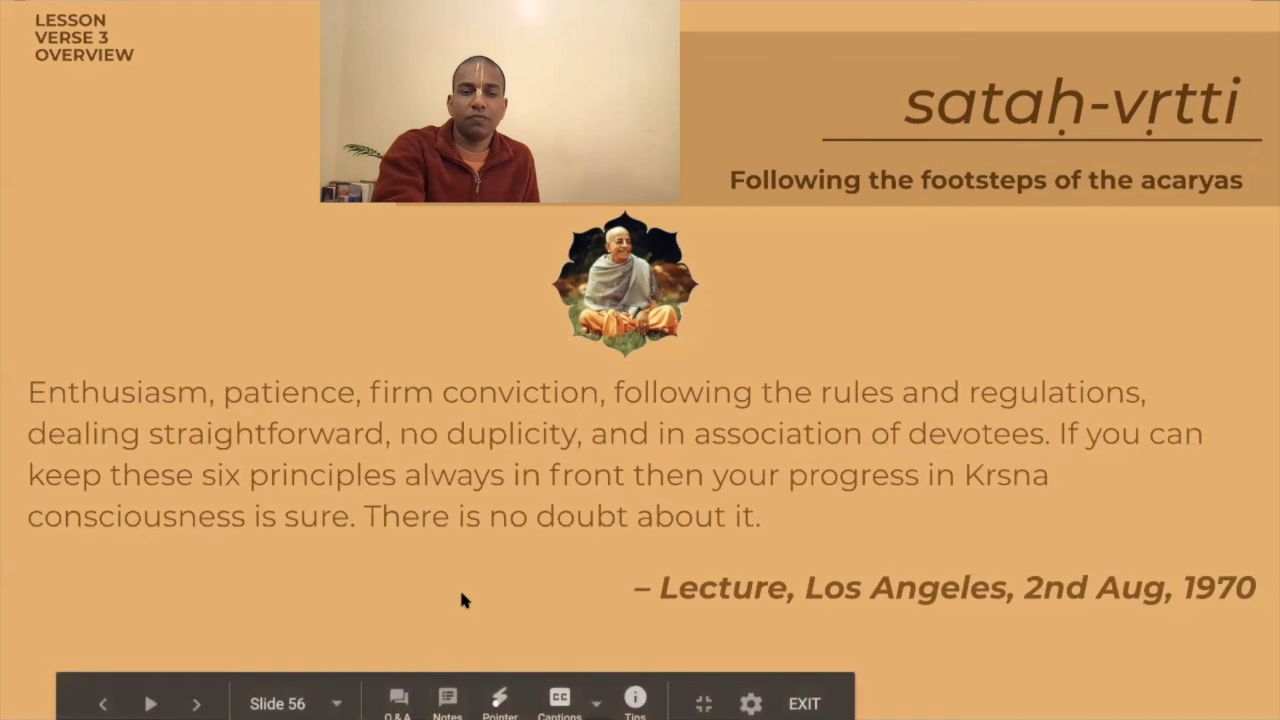 LESSON
VERSE 3
OVERVIEW
sataḥ-vṛtti
Following the footsteps of the acaryas
Enthusiasm, patience, firm conviction, following the rules and regulations,
dealing straightforward, no duplicity, and in association of devotees. If you can
keep these six principles always in front then your progress in Krsna
consciousness is sure. There is no doubt about it.
– Lecture, Los Angeles, 2nd Aug, 1970
Slide 56
Q & A
Notes
Pointer
CC
Captions
Tips
EXIT